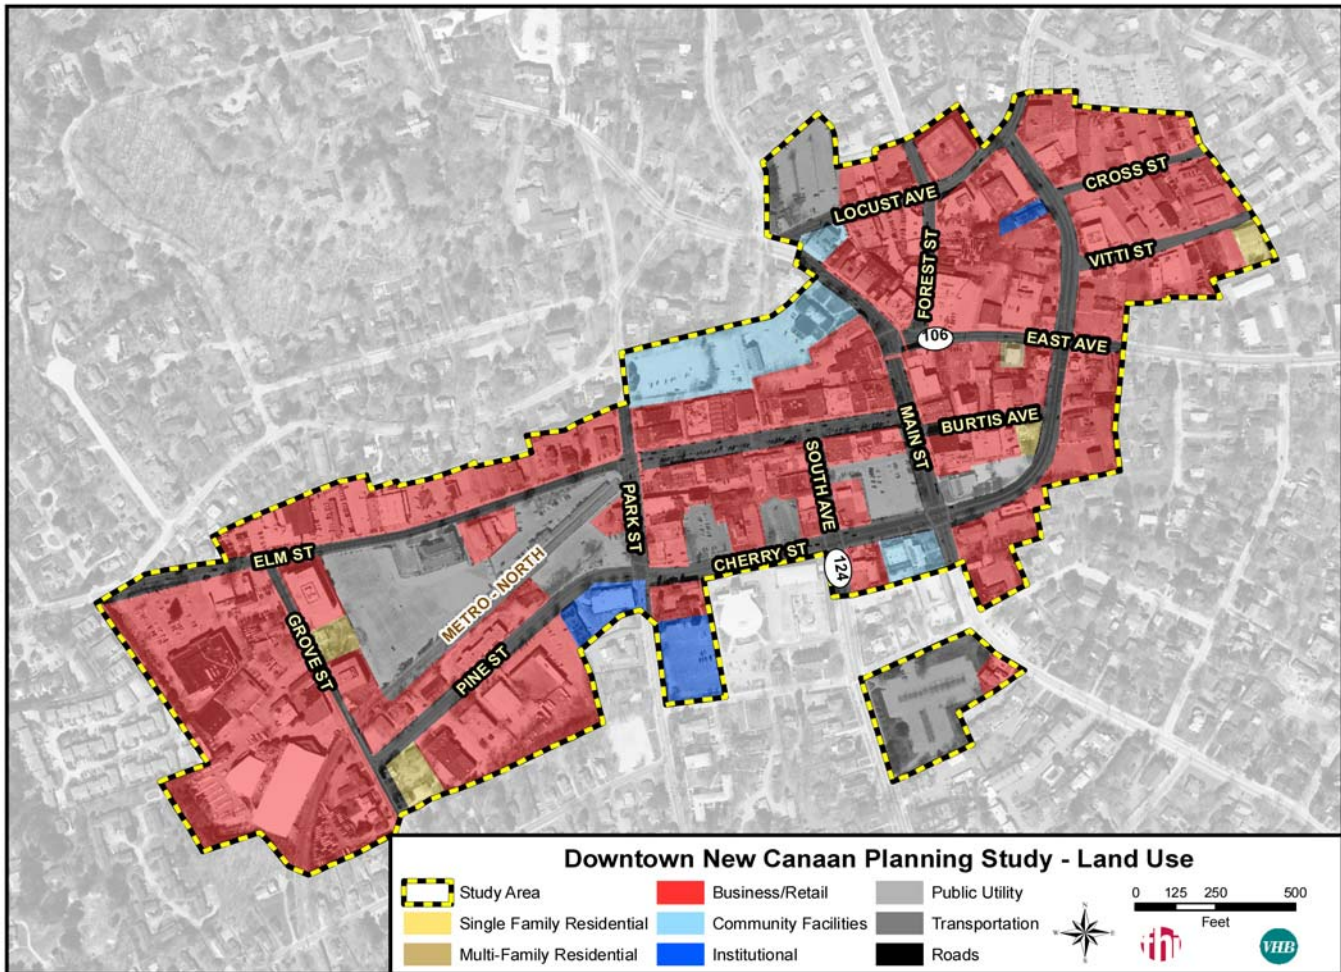 LOCUST AVE
CROSS ST
FOREST ST
VITTI ST
106
EAST AVE
MAIN ST
BURTIS AVE
SOUTH AVE
PARK ST
ELM ST
METRO - NORTH
CHERRY ST
124
GROVE ST
PINE ST
Downtown New Canaan Planning Study - Land Use
Study Area
Business/Retail
Public Utility
Single Family Residential
Community Facilities
Transportation
Multi-Family Residential
Institutional
Roads
N
W E
S
0 125 250 500
Feet
fhi
VHB